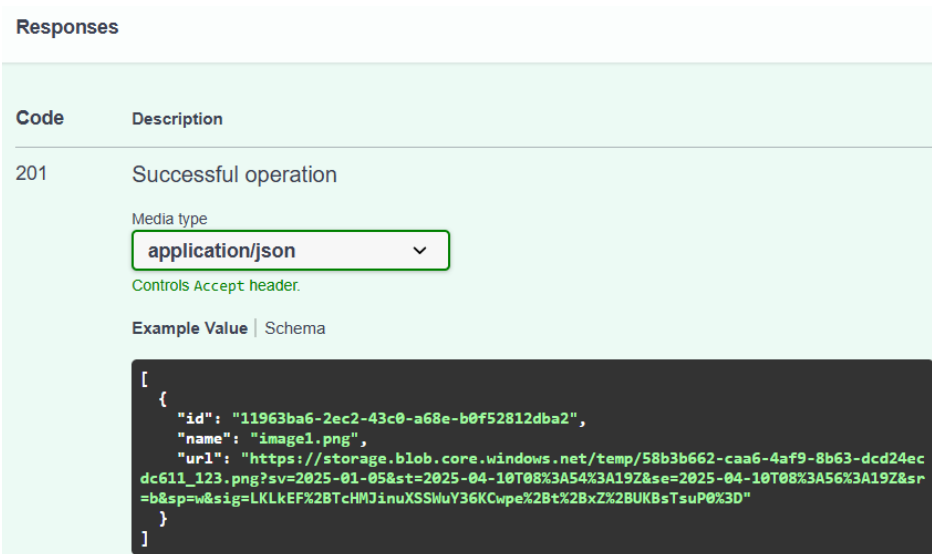 Responses
Code Description
201 Successful operation
Media type
application/json
Controls Accept header.
Example Value | Schema
[
  {
    "id": "11963ba6-2ec2-43c0-a68e-b0f52812dba2",
    "name": "image1.png",
    "url": "https://storage.blob.core.windows.net/temp/58b3b662-caa6-4af9-8b63-dcd24ec
dc611_123.png?sv=2025-01-05&st=2025-04-10T08%3A54%3A19Z&se=2025-04-10T08%3A56%3A19Z&sr
=b&sp=w&sig=LKLkEF%2BTcHMJinuXSSWuY36KCwpe%2Bt%2BxZ%2BUKBsTsuP0%3D"
  }
]